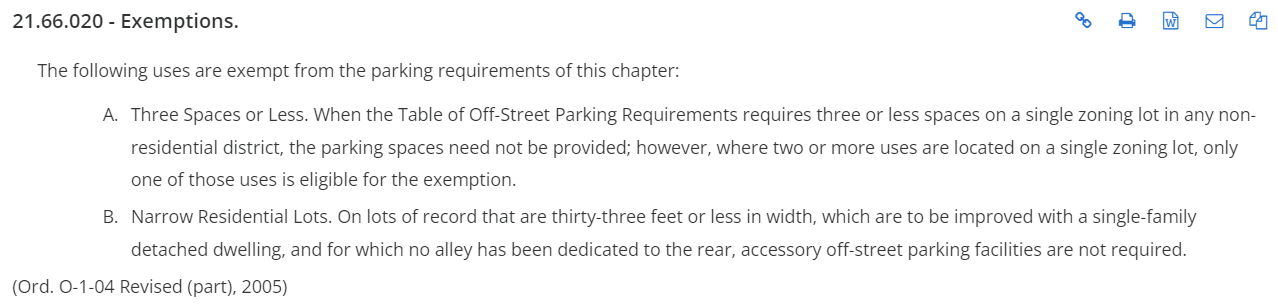 21.66.020 - Exemptions.
The following uses are exempt from the parking requirements of this chapter:
A. Three Spaces or Less. When the Table of Off-Street Parking Requirements requires three or less spaces on a single zoning lot in any non-
residential district, the parking spaces need not be provided; however, where two or more uses are located on a single zoning lot, only
one of those uses is eligible for the exemption.
B. Narrow Residential Lots. On lots of record that are thirty-three feet or less in width, which are to be improved with a single-family
detached dwelling, and for which no alley has been dedicated to the rear, accessory off-street parking facilities are not required.
(Ord. O-1-04 Revised (part), 2005)